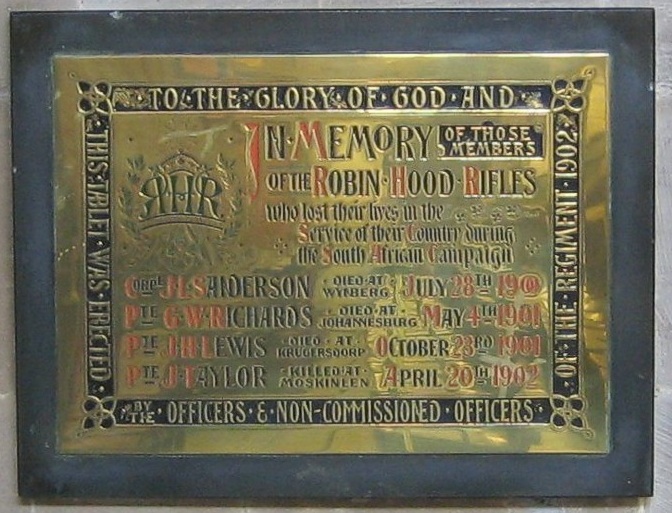 TO THE GLORY OF GOD AND
IN MEMORY OF THOSE MEMBERS
OF THE ROBIN HOOD RIFLES
who lost their lives in the
Service of their Country during
the South African Campaign
RHR
CORPL J.L. SANDERSON DIED AT WYNBERG JULY 28TH 1900
PTE G.W. RICHARDS DIED AT JOHANNESBURG MAY 4TH 1901
PTE J.H. LEWIS DIED AT KRUGERSDORP OCTOBER 23RD 1901
PTE J. TAYLOR KILLED AT MOSKINLEN APRIL 20TH 1902
THIS TABLET WAS ERECTED
BY THE OFFICERS & NON-COMMISSIONED OFFICERS
OF THE REGIMENT 1902